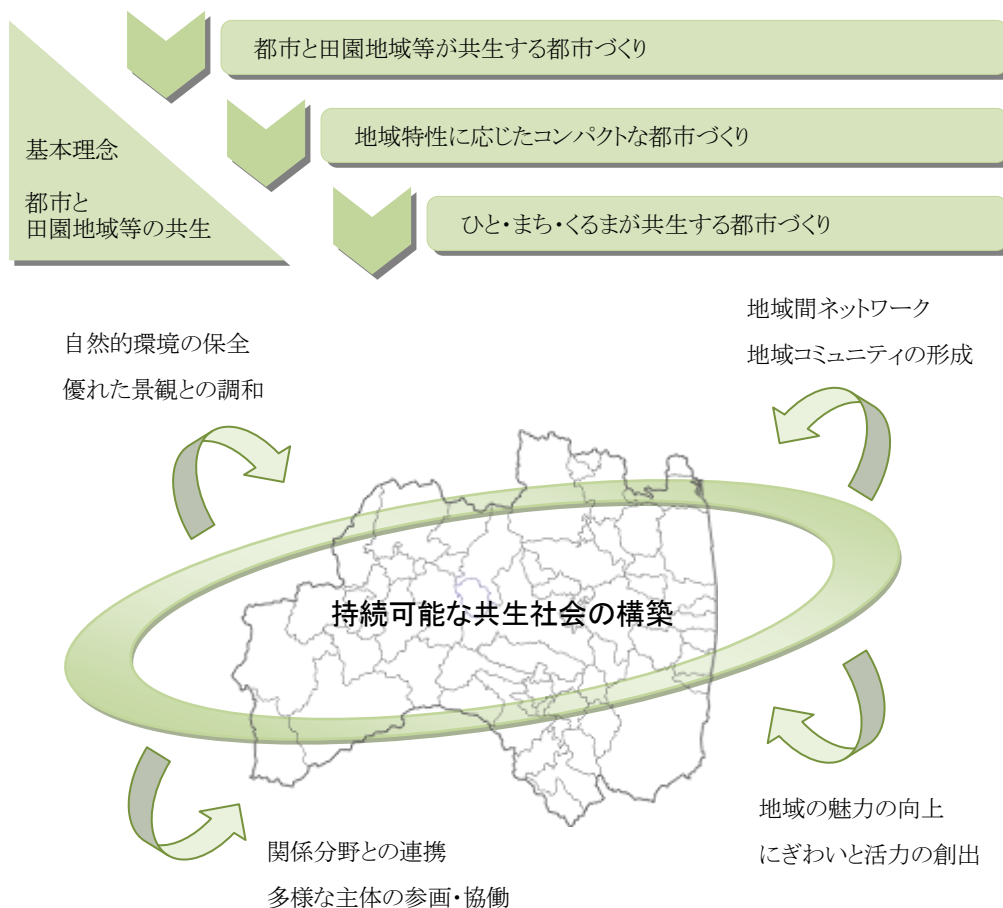 都市と田園地域等が共生する都市づくり
地域特性に応じたコンパクトな都市づくり
ひと・まち・くるまが共生する都市づくり
基本理念
都市と
田園地域等の共生
自然的環境の保全
優れた景観との調和
地域間ネットワーク
地域コミュニティの形成
持続可能な共生社会の構築
関係分野との連携
多様な主体の参画・協働
地域の魅力の向上
にぎわいと活力の創出